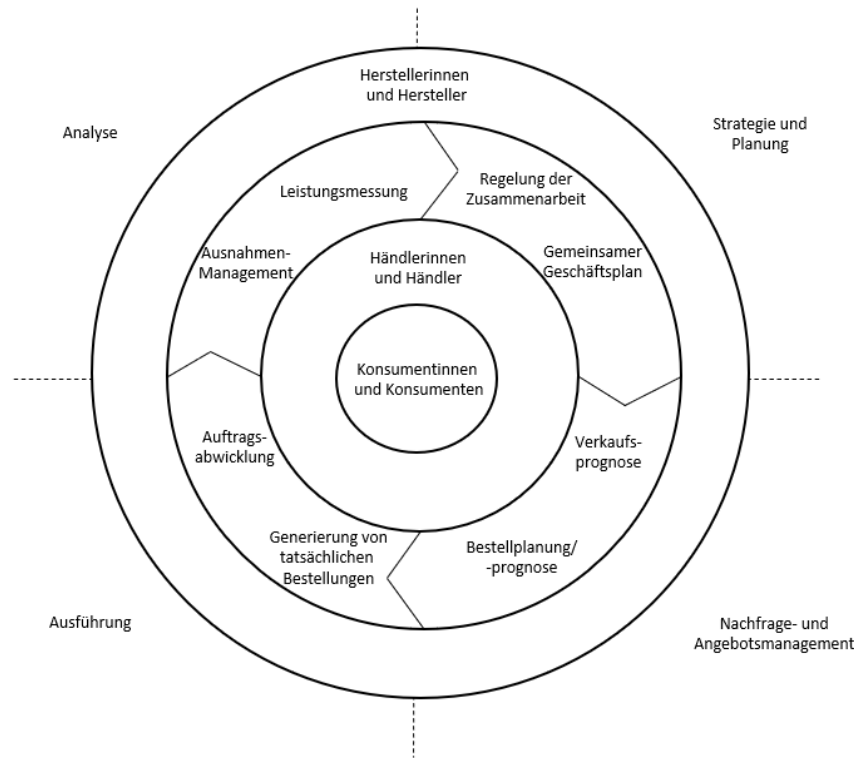 Herstellerinnen
und Hersteller
Analyse
Strategie und
Planung
Leistungsmessung
Regelung der
Zusammenarbeit
Ausnahmen-
Management
Händlerinnen
und Händler
Gemeinsamer
Geschäftsplan
Konsumentinnen
und Konsumenten
Auftrags-
abwicklung
Verkaufs-
prognose
Generierung von
tatsächlichen
Bestellungen
Bestellplanung/
-prognose
Ausführung
Nachfrage- und
Angebotsmanagement